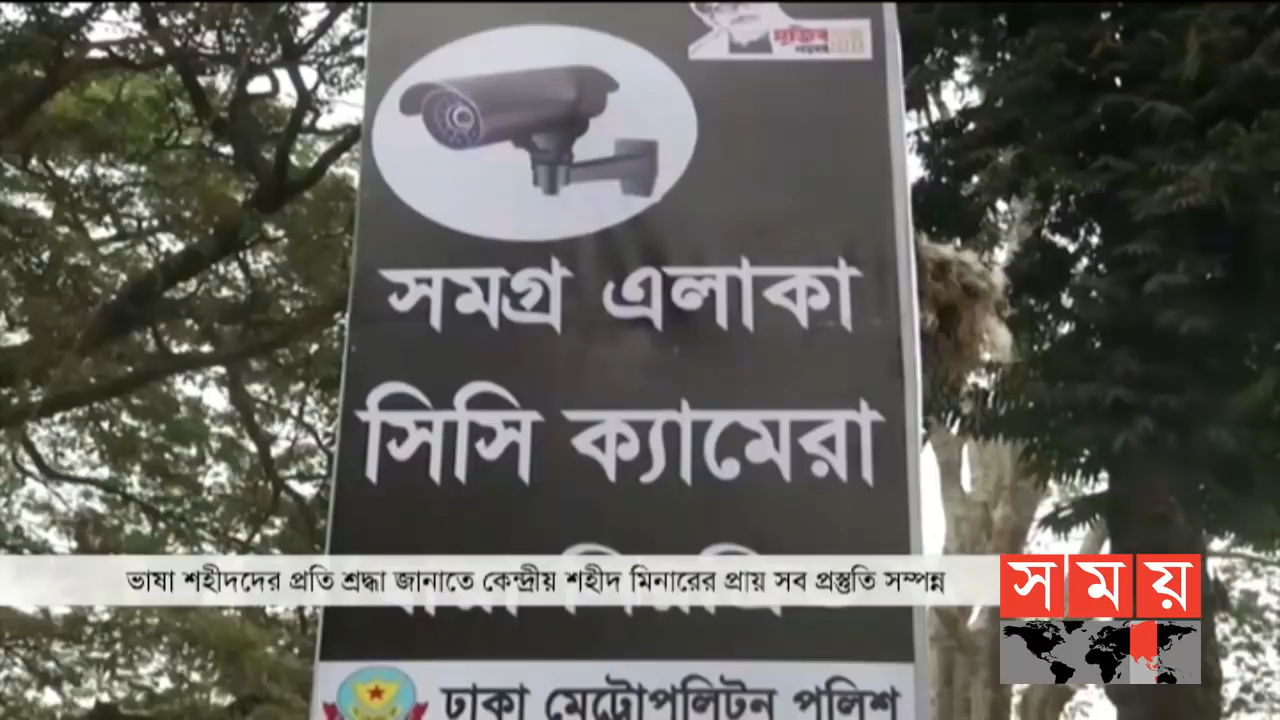 মুজিব
সমগ্র এলাকা
সিসি ক্যামেরা
ভাষা শহীদদের প্রতি শ্রদ্ধা জানাতে কেন্দ্রীয় শহীদ মিনারের প্রায় সব প্রস্তুতি সম্পন্ন
সময়
ঢাকা মেট্রোপলিটন পুলিশ